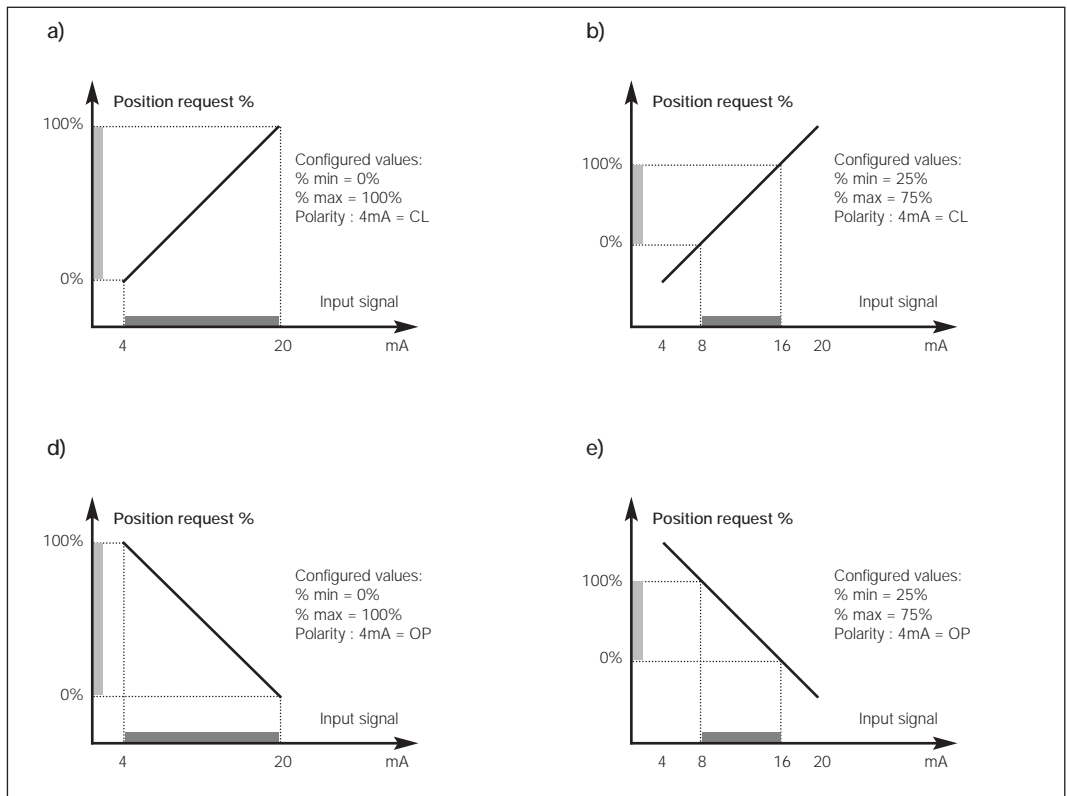 a)
Position request %
100%
Configured values:
% min = 0%
% max = 100%
Polarity : 4mA = CL
0%
Input signal
4 20 mA
b)
Position request %
100%
Configured values:
% min = 25%
% max = 75%
Polarity : 4mA = CL
0%
Input signal
4 8 16 20 mA
d)
Position request %
100%
Configured values:
% min = 0%
% max = 100%
Polarity : 4mA = OP
0%
Input signal
4 20 mA
e)
Position request %
100%
Configured values:
% min = 25%
% max = 75%
Polarity : 4mA = OP
0%
Input signal
4 8 16 20 mA